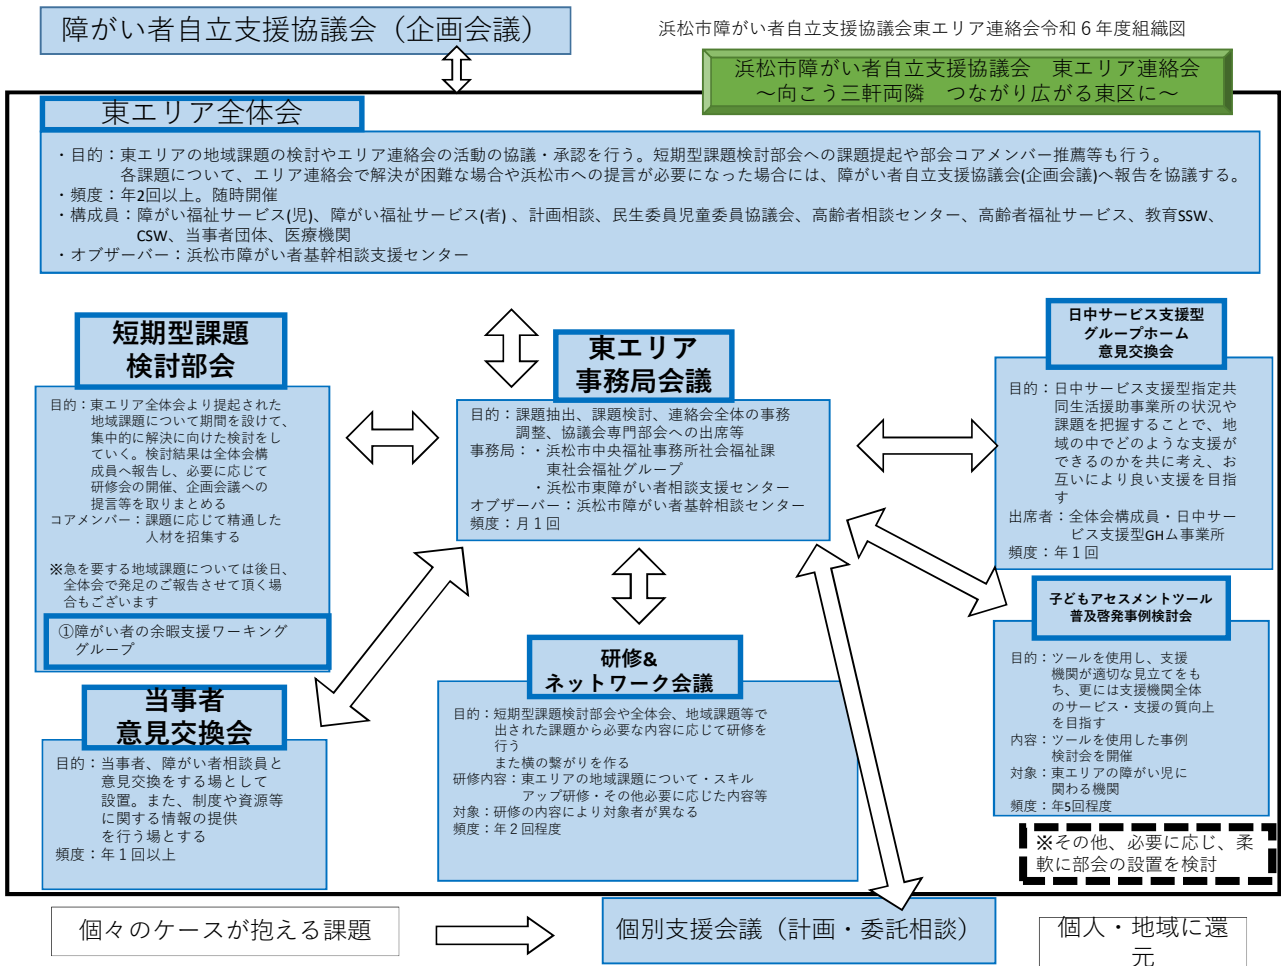 障がい者自立支援協議会（企画会議）
浜松市障がい者自立支援協議会東エリア連絡会令和６年度組織図
浜松市障がい者自立支援協議会　東エリア連絡会
～向こう三軒両隣　つながり広がる東区に～
東エリア全体会
・目的：東エリアの地域課題の検討やエリア連絡会の活動の協議・承認を行う。短期型課題検討部会への課題提起や部会コアメンバー推薦等も行う。
各課題について、エリア連絡会で解決が困難な場合や浜松市への提言が必要になった場合には、障がい者自立支援協議会(企画会議)へ報告を協議する。
・頻度：年2回以上。随時開催
・構成員：障がい福祉サービス(児)、障がい福祉サービス(者) 、計画相談、民生委員児童委員協議会、高齢者相談センター、高齢者福祉サービス、教育SSW、
CSW、当事者団体、医療機関
・オブザーバー：浜松市障がい者基幹相談支援センター
短期型課題
検討部会
目的：東エリア全体会より提起された
地域課題について期間を設けて、
集中的に解決に向けた検討をし
ていく。検討結果は全体会構
成員へ報告し、必要に応じて
研修会の開催、企画会議への
提言等を取りまとめる
コアメンバー：課題に応じて精通した
人材を招集する
※急を要する地域課題については後日、
全体会で発足のご報告させて頂く場
合もございます
①障がい者の余暇支援ワーキング
グループ
東エリア
事務局会議
目的：課題抽出、課題検討、連絡会全体の事務
調整、協議会専門部会への出席等
事務局：・浜松市中央福祉事務所社会福祉課
東社会福祉グループ
・浜松市東障がい者相談支援センター
オブザーバー：浜松市障がい者基幹相談センター
頻度：月１回
日中サービス支援型
グループホーム
意見交換会
目的：日中サービス支援型指定共
同生活援助事業所の状況や
課題を把握することで、地
域の中でどのような支援が
できるのかを共に考え、お
互いにより良い支援を目指
す
出席者：全体会構成員・日中サー
ビス支援型GHム事業所
頻度：年１回
子どもアセスメントツール
普及啓発事例検討会
目的：ツールを使用し、支援
機関が適切な見立てをも
ち、更には支援機関全体
のサービス・支援の質向上
を目指す
内容：ツールを使用した事例
検討会を開催
対象：東エリアの障がい児に
関わる機関
頻度：年5回程度
当事者
意見交換会
目的：当事者、障がい者相談員と
意見交換をする場として
設置。また、制度や資源等
に関する情報の提供
を行う場とする
頻度：年１回以上
研修&
ネットワーク会議
目的：短期型課題検討部会や全体会、地域課題等で
出された課題から必要な内容に応じて研修を
行う
また横の繋がりを作る
研修内容：東エリアの地域課題について・スキル
アップ研修・その他必要に応じた内容等
対象：研修の内容により対象者が異なる
頻度：年２回程度
※その他、必要に応じ、柔
軟に部会の設置を検討
個々のケースが抱える課題
個別支援会議（計画・委託相談）
個人・地域に還
元